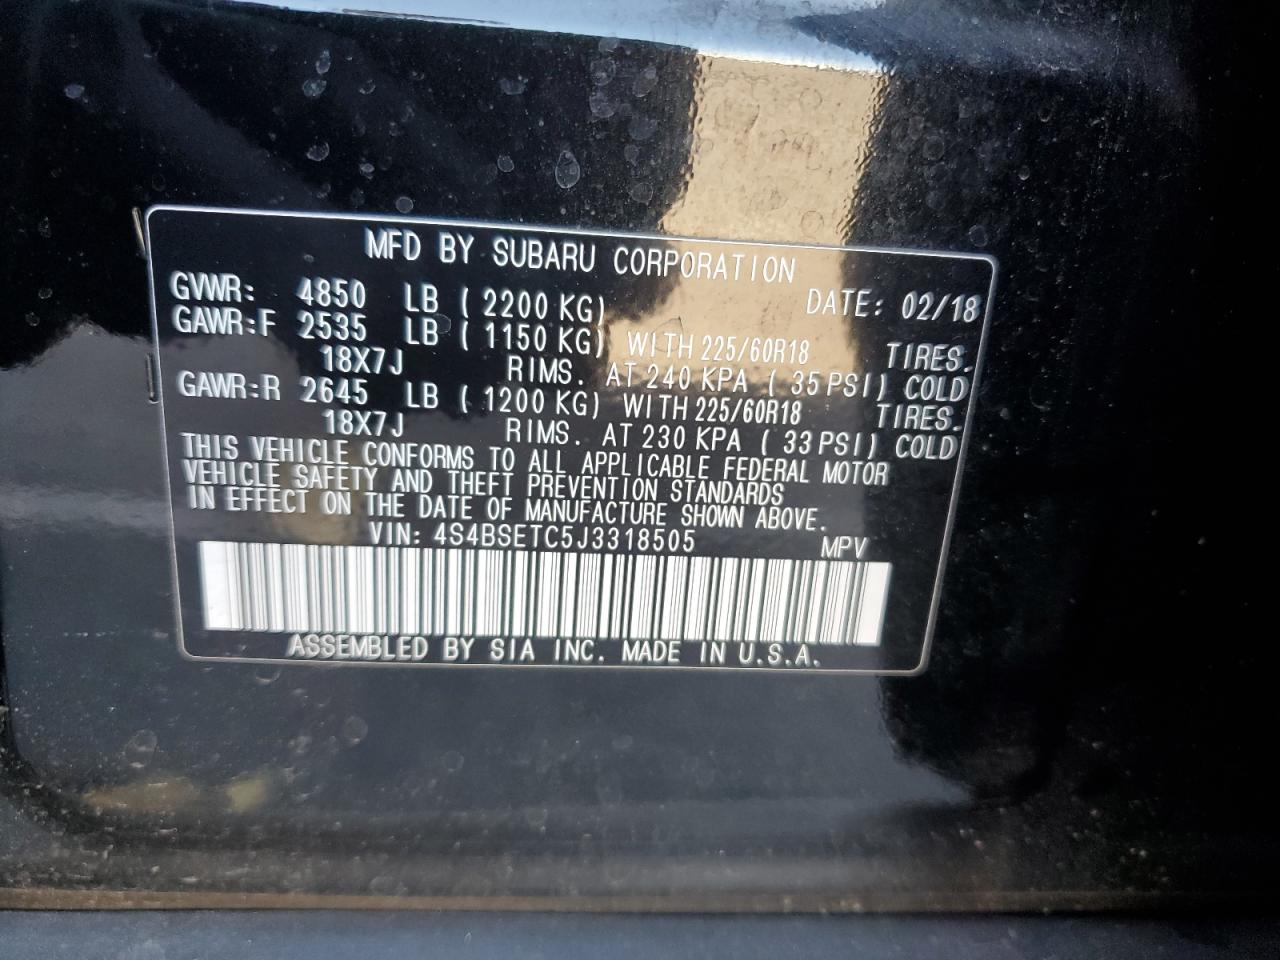 MFD BY SUBARU CORPORATION
GVWR: 4850 LB ( 2200 KG) DATE: 02/18
GAWR:F 2535 LB ( 1150 KG) WITH 225/60R18 TIRES.
18X7J RIMS. AT 240 KPA ( 35 PSI) COLD
GAWR:R 2645 LB ( 1200 KG) WITH 225/60R18 TIRES.
18X7J RIMS. AT 230 KPA ( 33 PSI) COLD
THIS VEHICLE CONFORMS TO ALL APPLICABLE FEDERAL MOTOR
VEHICLE SAFETY AND THEFT PREVENTION STANDARDS
IN EFFECT ON THE DATE OF MANUFACTURE SHOWN ABOVE.
VIN: 4S4BSETC5J3318505 MPV
ASSEMBLED BY SIA INC. MADE IN U.S.A.